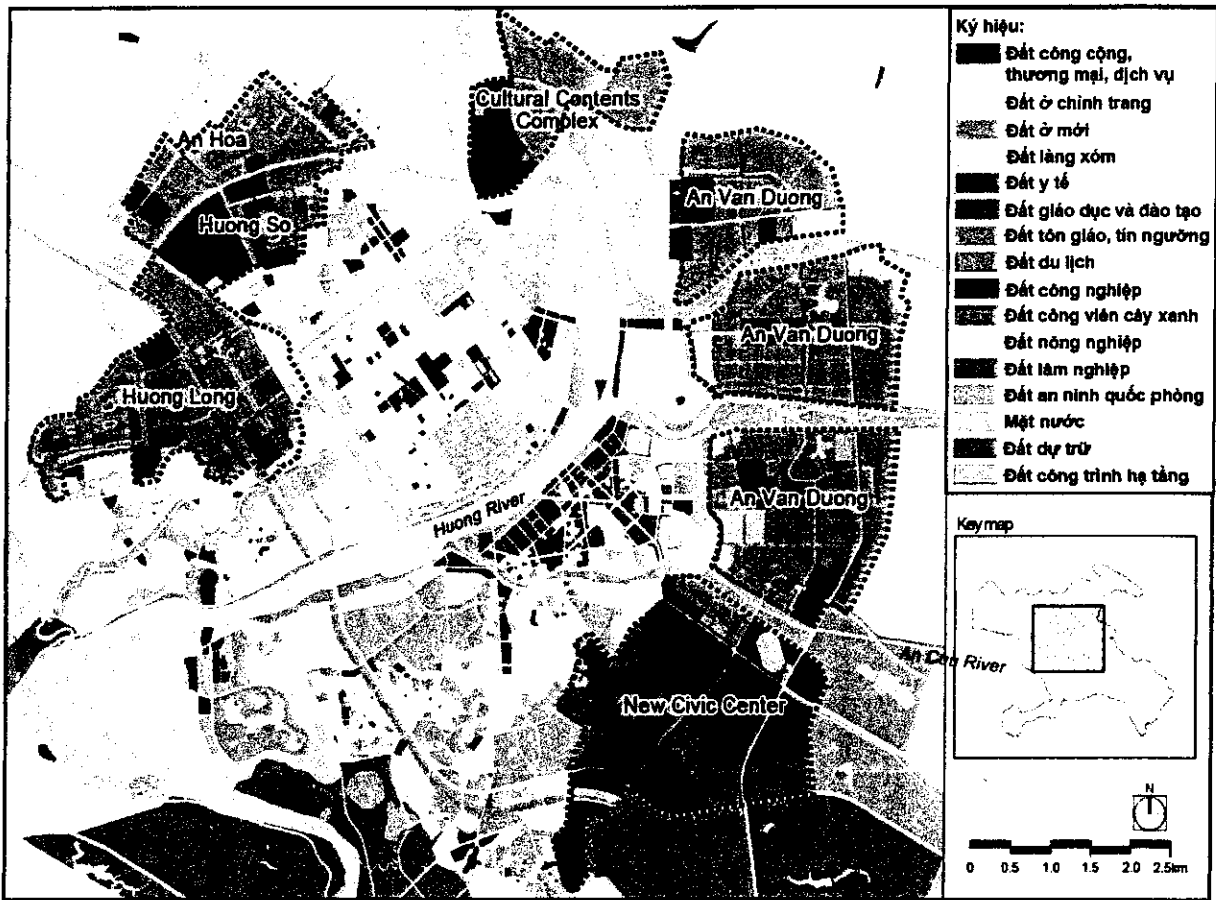 Cultural Contents
Complex
An Hoa
Huong So
An Van Duong
An Van Duong
Huong Long
An Van Duong
Huong River
An Cuu River
New Civic Center
Ký hiệu:
Đất công cộng,
thương mại, dịch vụ
Đất ở chỉnh trang
Đất ở mới
Đất làng xóm
Đất y tế
Đất giáo dục và đào tạo
Đất tôn giáo, tín ngưỡng
Đất du lịch
Đất công nghiệp
Đất công viên cây xanh
Đất nông nghiệp
Đất lâm nghiệp
Đất an ninh quốc phòng
Mặt nước
Đất dự trữ
Đất công trình hạ tầng
Keymap
N
0 0.5 1.0 1.5 2.0 2.5km